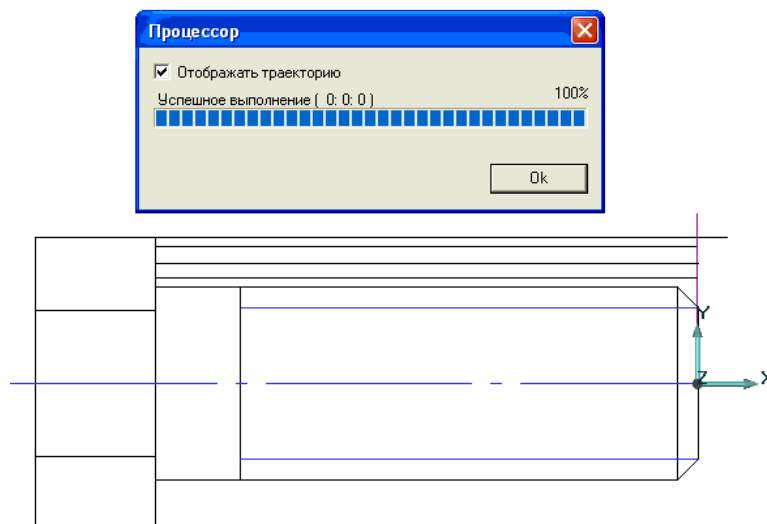 Процессор
Отображать траекторию
Успешное выполнение ( 0: 0: 0 )
100%
Ok
Y
Z
X